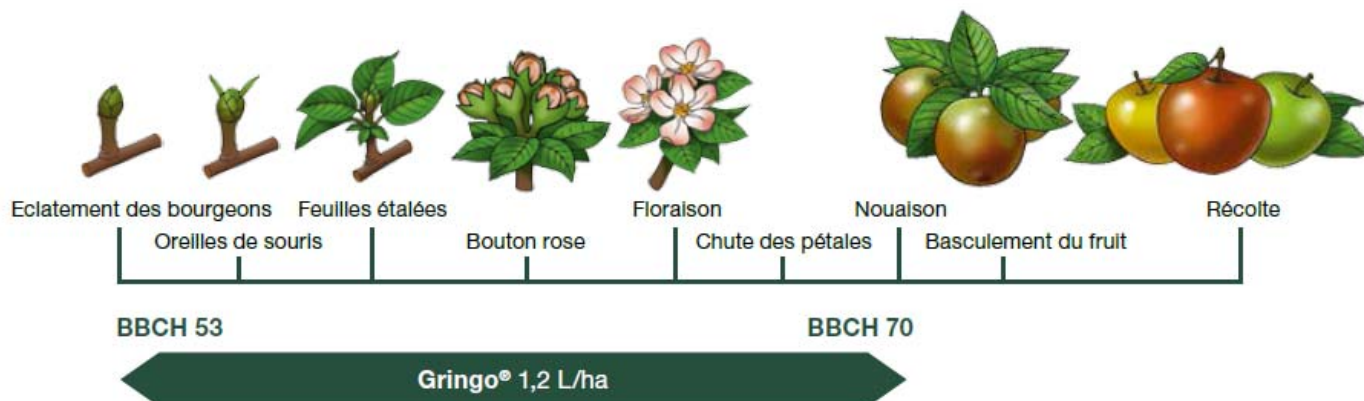 Eclatement des bourgeons
Feuilles étalées
Floraison
Nouaison
Récolte
Oreilles de souris
Bouton rose
Chute des pétales
Basculement du fruit
BBCH 53
BBCH 70
Gringo® 1,2 L/ha